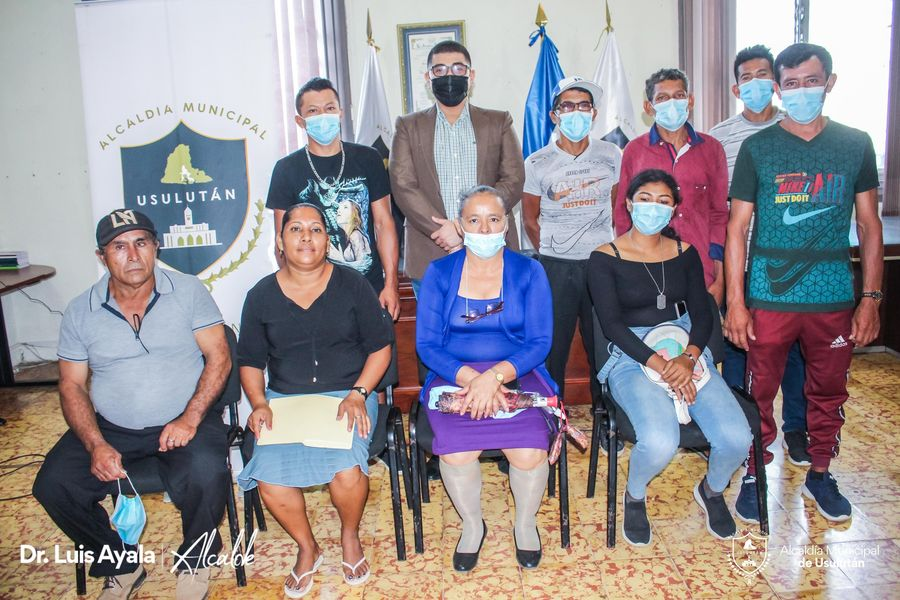 ALCALDÍA MUNICIPAL
USULUTÁN
NY
JUST DO IT
NIKE AIR
JUST DO IT
adidas
Dr. Luis Ayala | Alcalde
Alcaldía Municipal
de Usulután